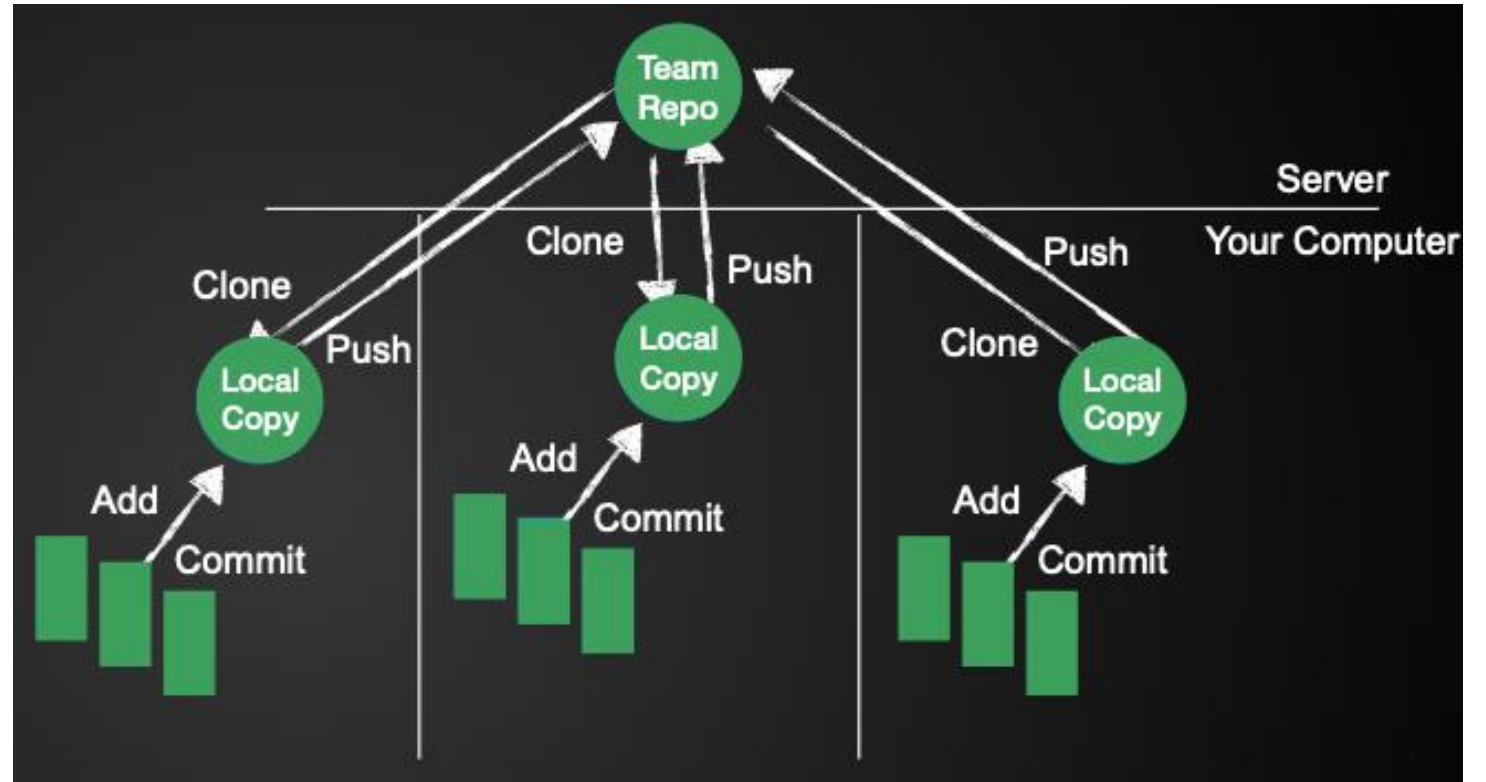 Team
Repo
Server
Your Computer
Clone
Push
Clone
Push
Push
Clone
Local
Copy
Local
Copy
Local
Copy
Add
Commit
Add
Commit
Add
Commit